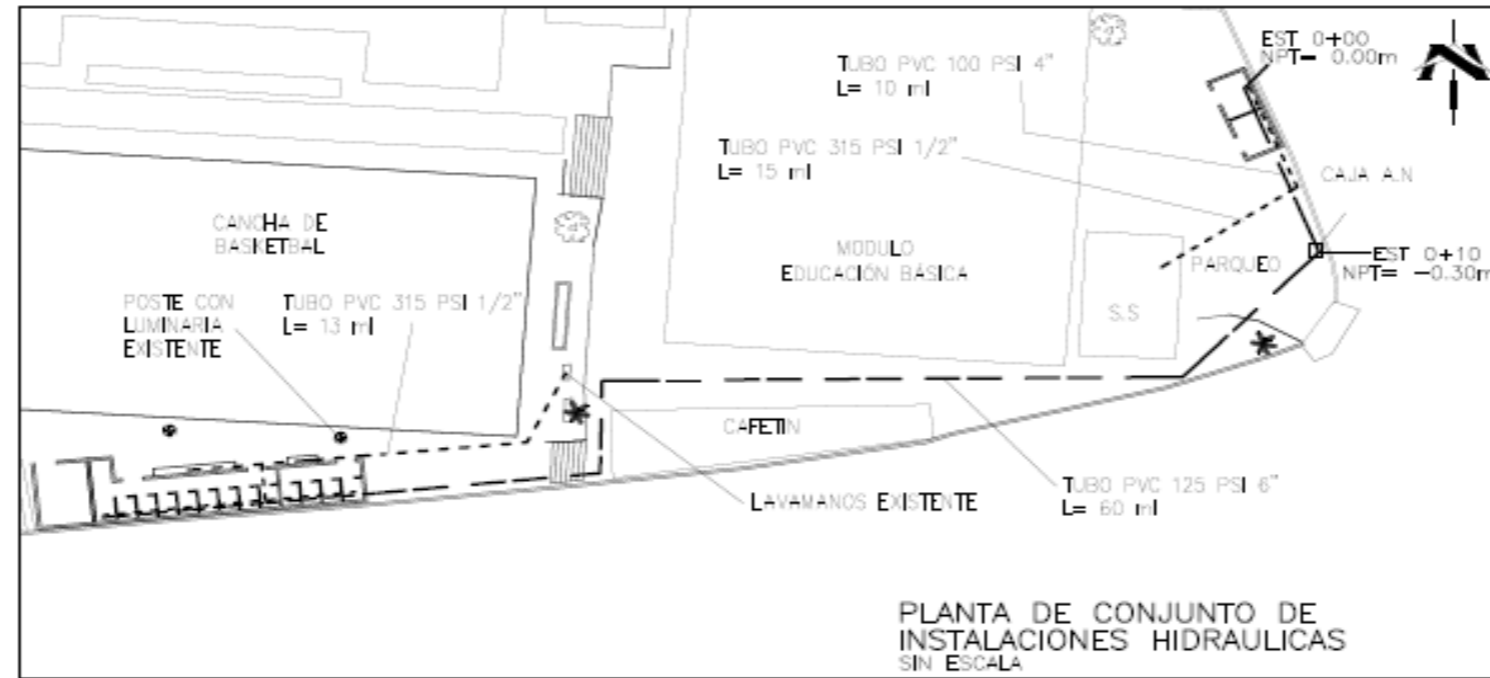 TUBO PVC 100 PSI 4"
L= 10 ml
EST 0+00
NPT= 0.00m
TUBO PVC 315 PSI 1/2"
L= 15 ml
CAJA A.N
CANCHA DE
BASKETBAL
MODULO
EDUCACIÓN BÁSICA
PARQUEO
EST 0+10
NPT= -0.30m
POSTE CON
LUMINARIA
EXISTENTE
TUBO PVC 315 PSI 1/2"
L= 13 ml
S.S
CAFETIN
LAVAMANOS EXISTENTE
TUBO PVC 125 PSI 6"
L= 60 ml
PLANTA DE CONJUNTO DE
INSTALACIONES HIDRAULICAS
SIN ESCALA